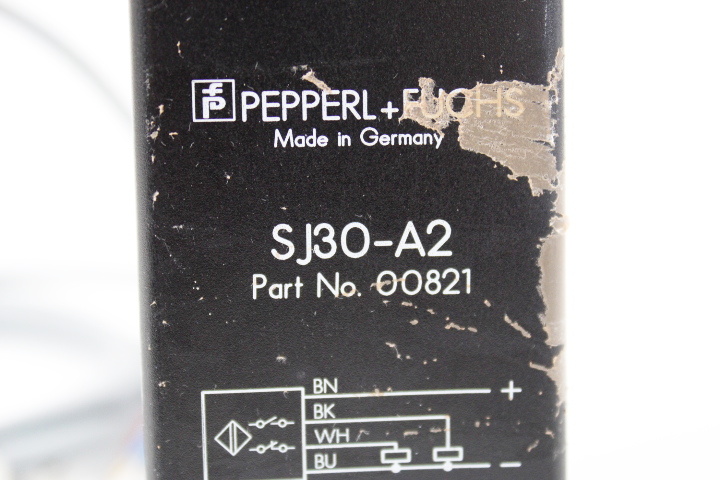 PEPPERL+FUCHS
Made in Germany
SJ30-A2
Part No. 00821
BN +
BK
WH
BU −